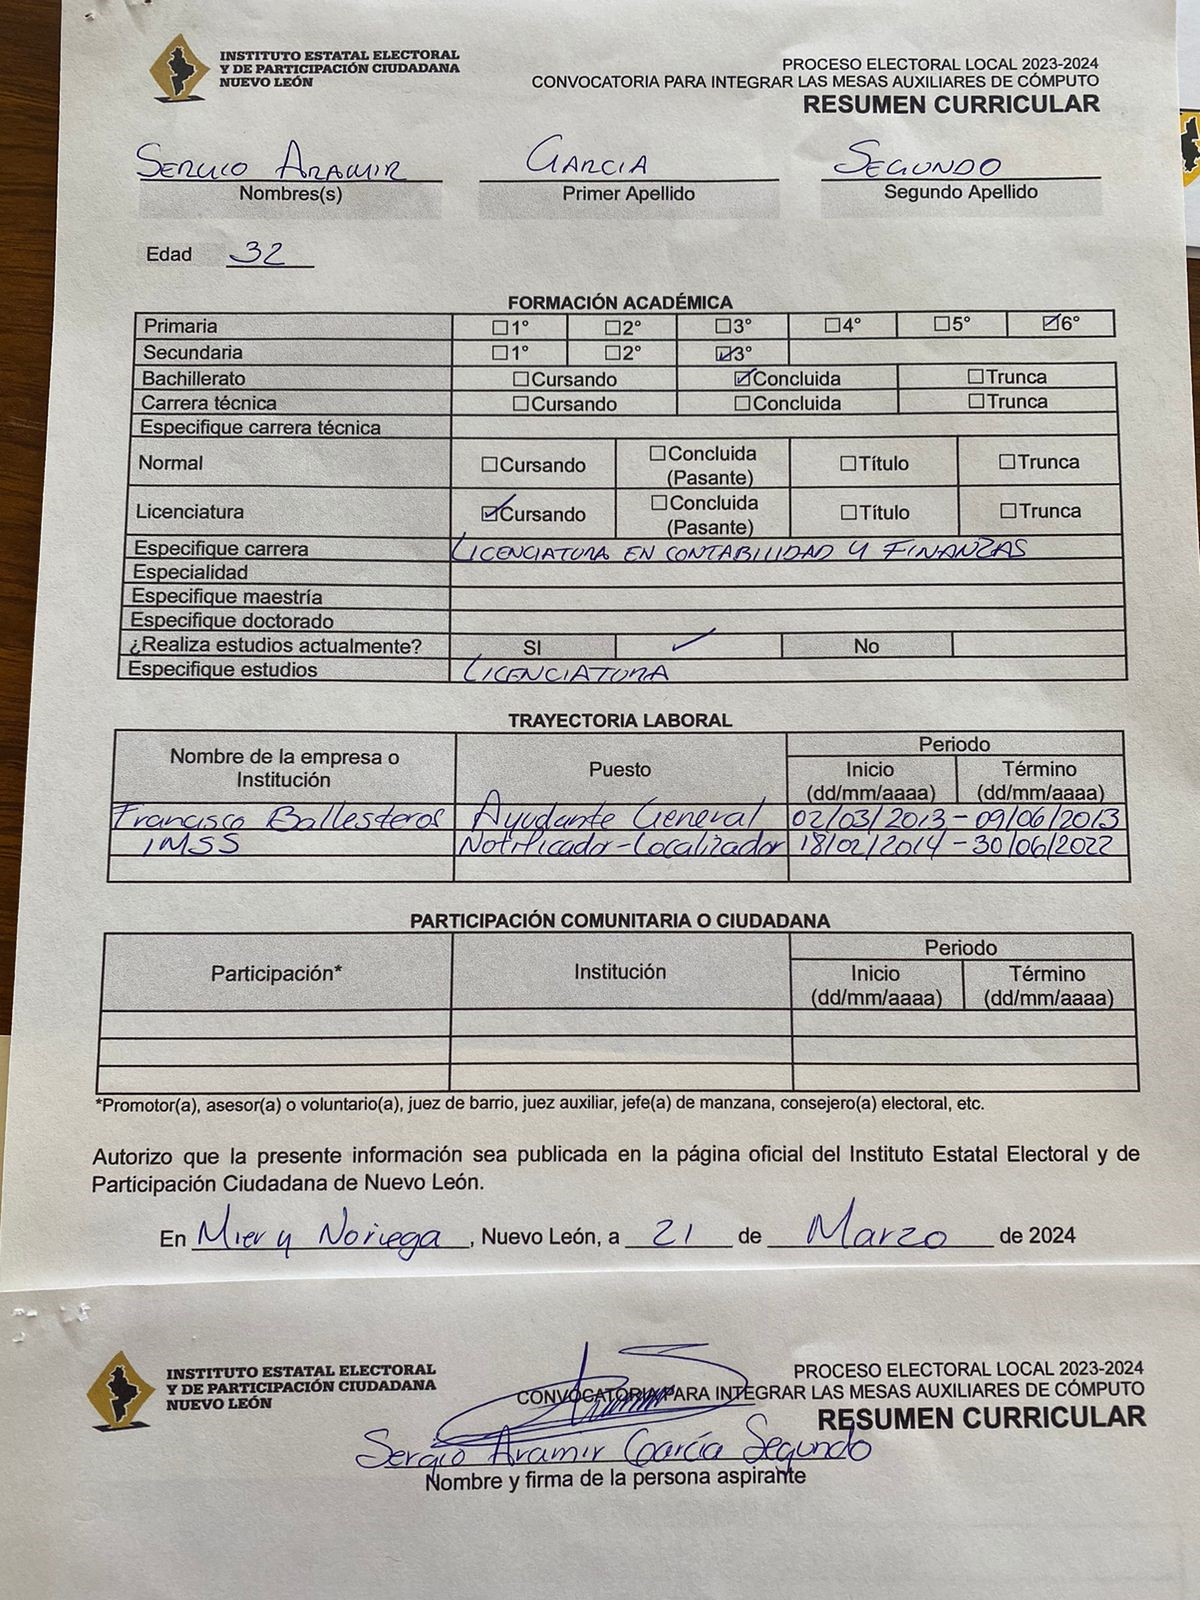 INSTITUTO ESTATAL ELECTORAL
Y DE PARTICIPACIÓN CIUDADANA
NUEVO LEÓN
PROCESO ELECTORAL LOCAL 2023-2024
CONVOCATORIA PARA INTEGRAR LAS MESAS AUXILIARES DE CÓMPUTO
RESUMEN CURRICULAR
SERGIO ARAMIR GARCIA SEGUNDO
Nombres(s) Primer Apellido Segundo Apellido
Edad 32
FORMACIÓN ACADÉMICA
Primaria ☐1° ☐2° ☐3° ☐4° ☐5° ☑6°
Secundaria ☐1° ☐2° ☑3°
Bachillerato ☐Cursando ☑Concluida ☐Trunca
Carrera técnica ☐Cursando ☐Concluida ☐Trunca
Especifique carrera técnica
Normal ☐Cursando ☐Concluida (Pasante) ☐Título ☐Trunca
Licenciatura ☑Cursando ☐Concluida (Pasante) ☐Título ☐Trunca
Especifique carrera LICENCIATURA EN CONTABILIDAD Y FINANZAS
Especialidad
Especifique maestría
Especifique doctorado
¿Realiza estudios actualmente? SI ✓ No
Especifique estudios LICENCIATURA
TRAYECTORIA LABORAL
Nombre de la empresa o Institución Puesto Periodo
Inicio (dd/mm/aaaa) Término (dd/mm/aaaa)
Francisco Ballesteros Ayudante General 02/03/2013 - 09/06/2013
IMSS Notificador-Localizador 18/02/2014 - 30/06/2022
PARTICIPACIÓN COMUNITARIA O CIUDADANA
Participación* Institución Periodo
Inicio (dd/mm/aaaa) Término (dd/mm/aaaa)
*Promotor(a), asesor(a) o voluntario(a), juez de barrio, juez auxiliar, jefe(a) de manzana, consejero(a) electoral, etc.
Autorizo que la presente información sea publicada en la página oficial del Instituto Estatal Electoral y de
Participación Ciudadana de Nuevo León.
En Mier y Noriega, Nuevo León, a 21 de Marzo de 2024
INSTITUTO ESTATAL ELECTORAL
Y DE PARTICIPACIÓN CIUDADANA
NUEVO LEÓN
PROCESO ELECTORAL LOCAL 2023-2024
CONVOCATORIA PARA INTEGRAR LAS MESAS AUXILIARES DE CÓMPUTO
RESUMEN CURRICULAR
Sergio Aramir García Segundo
Nombre y firma de la persona aspirante